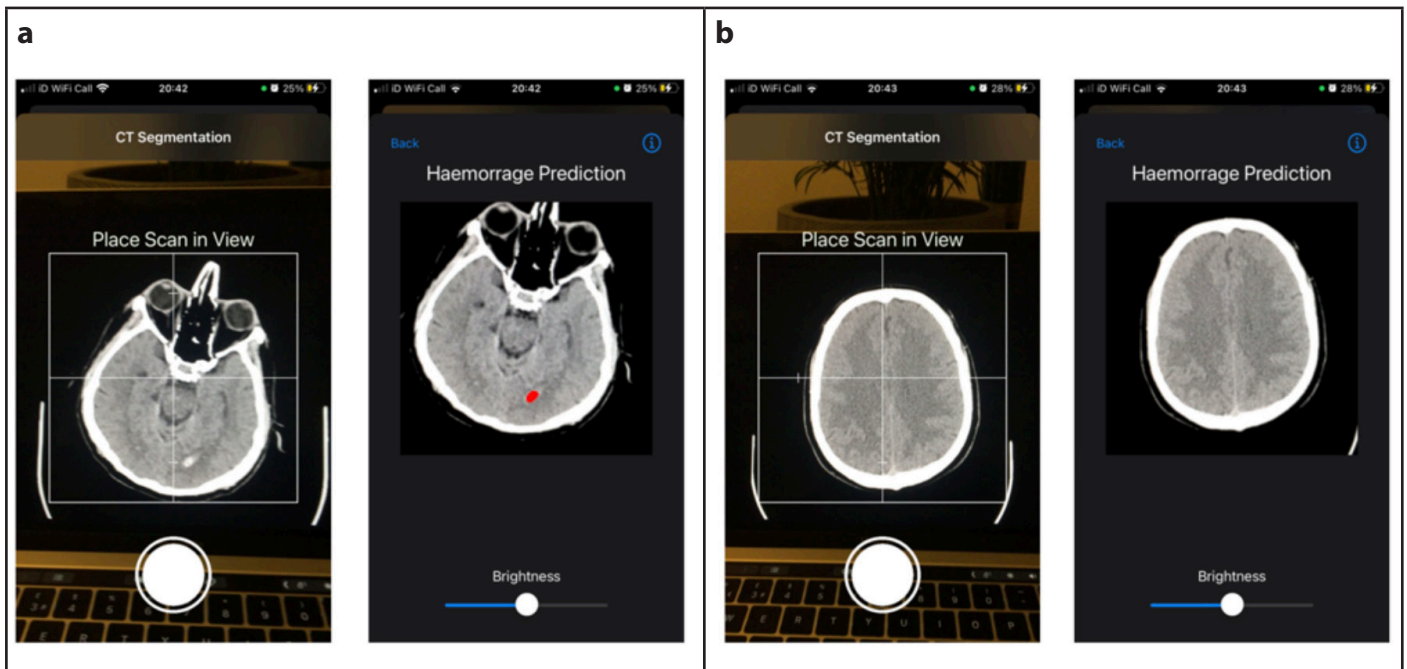 a
b
iD WiFi Call 20:42 25%
iD WiFi Call 20:42 25%
iD WiFi Call 20:43 28%
iD WiFi Call 20:43 28%
CT Segmentation
Back
Haemorrage Prediction
Place Scan in View
CT Segmentation
Back
Haemorrage Prediction
Place Scan in View
Brightness
Brightness
E R T Y U
W E R T Y U I O P